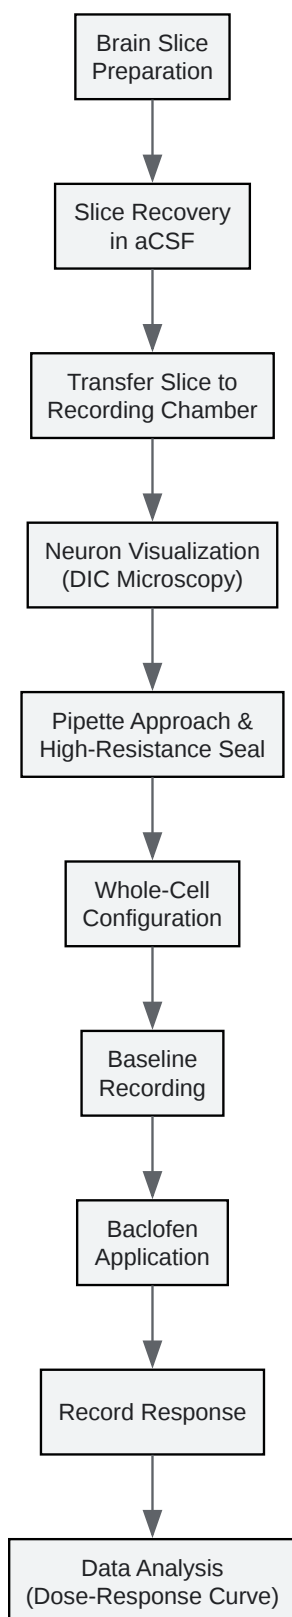 Brain Slice
Preparation
Slice Recovery
in aCSF
Transfer Slice to
Recording Chamber
Neuron Visualization
(DIC Microscopy)
Pipette Approach &
High-Resistance Seal
Whole-Cell
Configuration
Baseline
Recording
Baclofen
Application
Record Response
Data Analysis
(Dose-Response Curve)